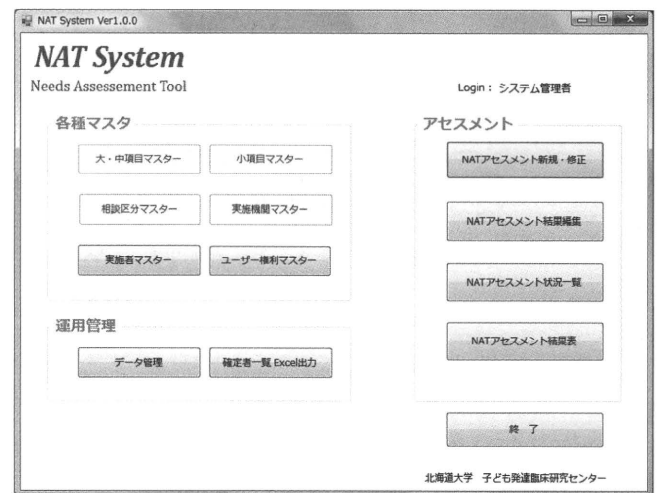 NAT System Ver1.0.0
NAT System
Needs Assessement Tool
Login： システム管理者
各種マスタ
大・中項目マスター
小項目マスター
相談区分マスター
実施機関マスター
実施者マスター
ユーザー権利マスター
運用管理
データ管理
確定者一覧 Excel出力
アセスメント
NATアセスメント新規・修正
NATアセスメント結果編集
NATアセスメント状況一覧
NATアセスメント結果表
終 了
北海道大学 子ども発達臨床研究センター